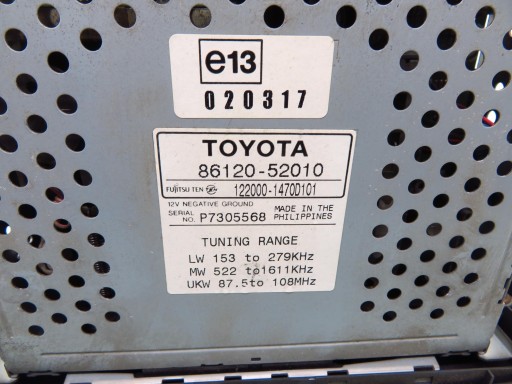 e13
020317
TOYOTA
86120-52010
FUJITSU TEN 122000-1470D101
12V NEGATIVE GROUND
SERIAL NO. P7305568 MADE IN THE PHILIPPINES
TUNING RANGE
LW 153 to 279KHz
MW 522 to1611KHz
UKW 87.5to 108MHz